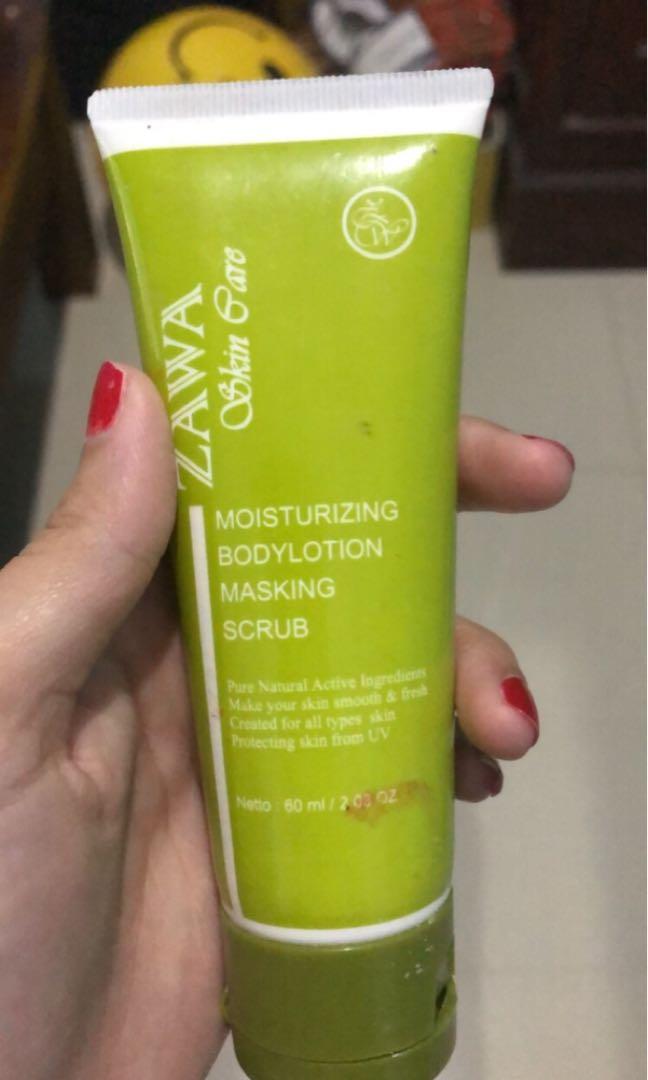 ZAWA
Skin Care
MOISTURIZING
BODYLOTION
MASKING
SCRUB
Pure Natural Active Ingredients
Make your skin smooth & fresh
Created for all types skin
Protecting skin from UV
Netto : 60 ml / 2.03 OZ